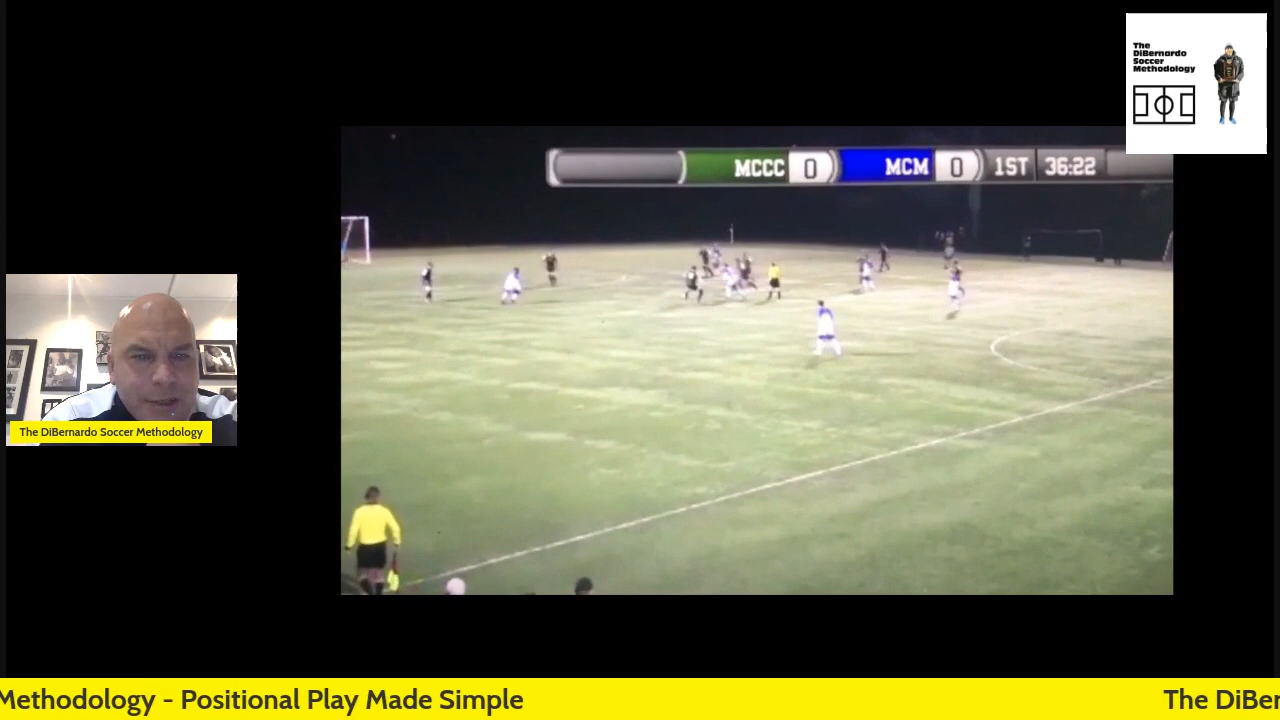 The
DiBernardo
Soccer
Methodology
MCCC 0 MCM 0 1ST 36:22
The DiBernardo Soccer Methodology
Methodology - Positional Play Made Simple
The DiBer